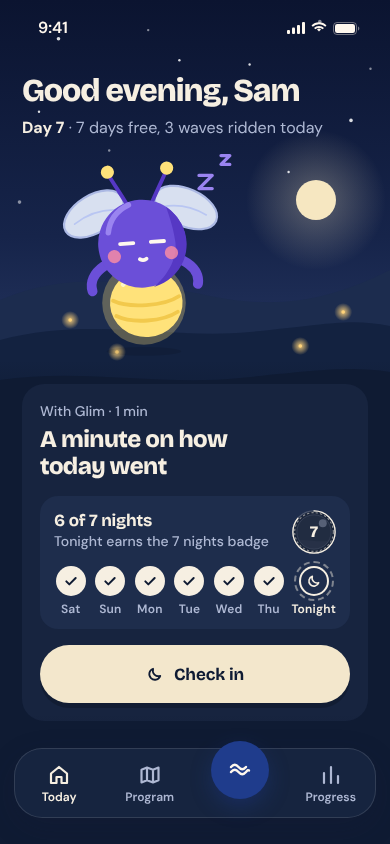 9:41
Good evening, Sam
Day 7 · 7 days free, 3 waves ridden today
z
z
With Glim · 1 min
A minute on how
today went
6 of 7 nights
Tonight earns the 7 nights badge
7
Sat Sun Mon Tue Wed Thu Tonight
Check in
Today Program Progress